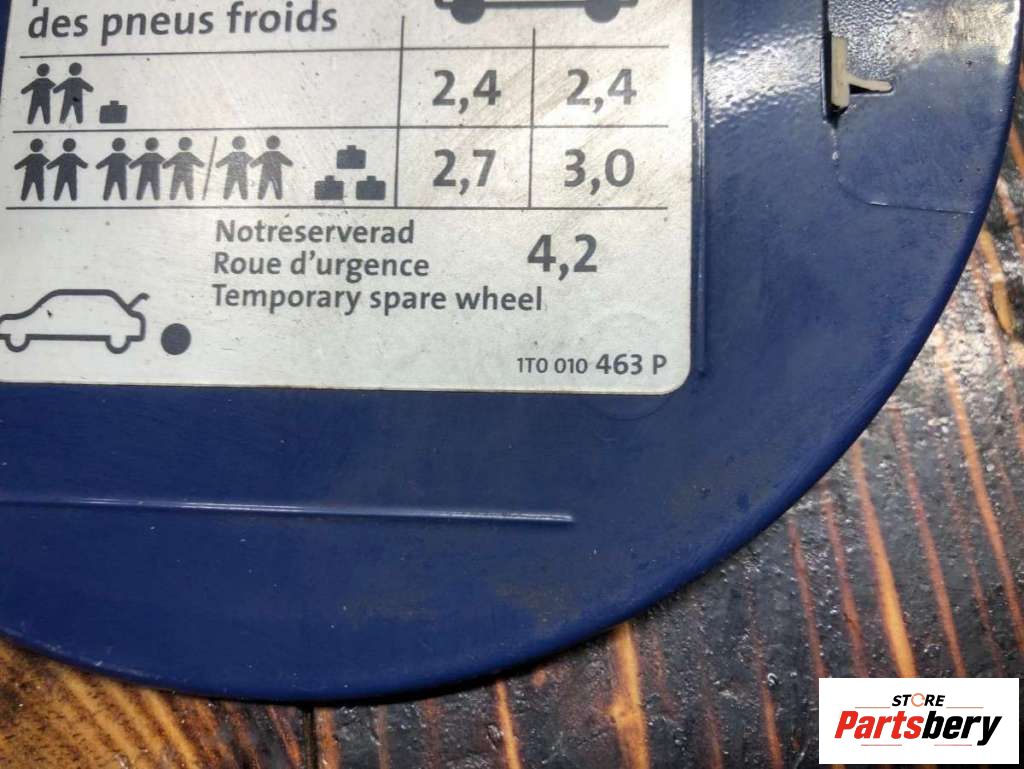 des pneus froids
2,4 2,4
2,7 3,0
Notreserverad
Roue d'urgence 4,2
Temporary spare wheel
1T0 010 463 P
STORE
Partsbery